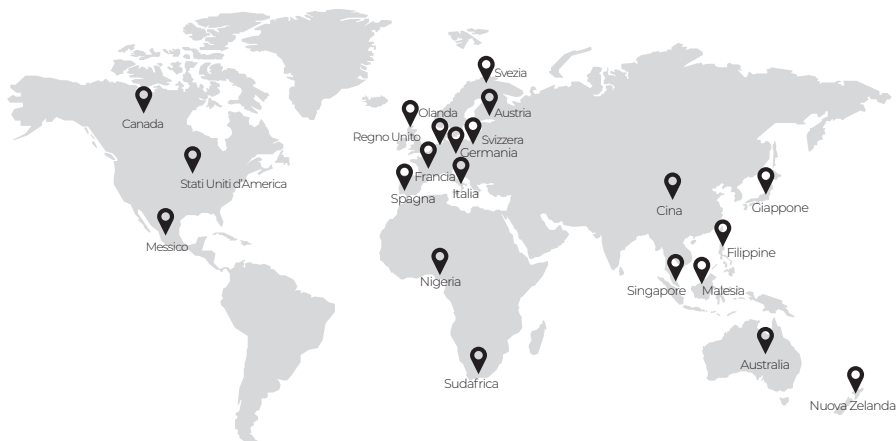 Svezia
Canada
Olanda
Austria
Regno Unito
Svizzera
Germania
Francia
Stati Uniti d'America
Italia
Spagna
Cina
Giappone
Messico
Filippine
Nigeria
Singapore
Malesia
Australia
Sudafrica
Nuova Zelanda